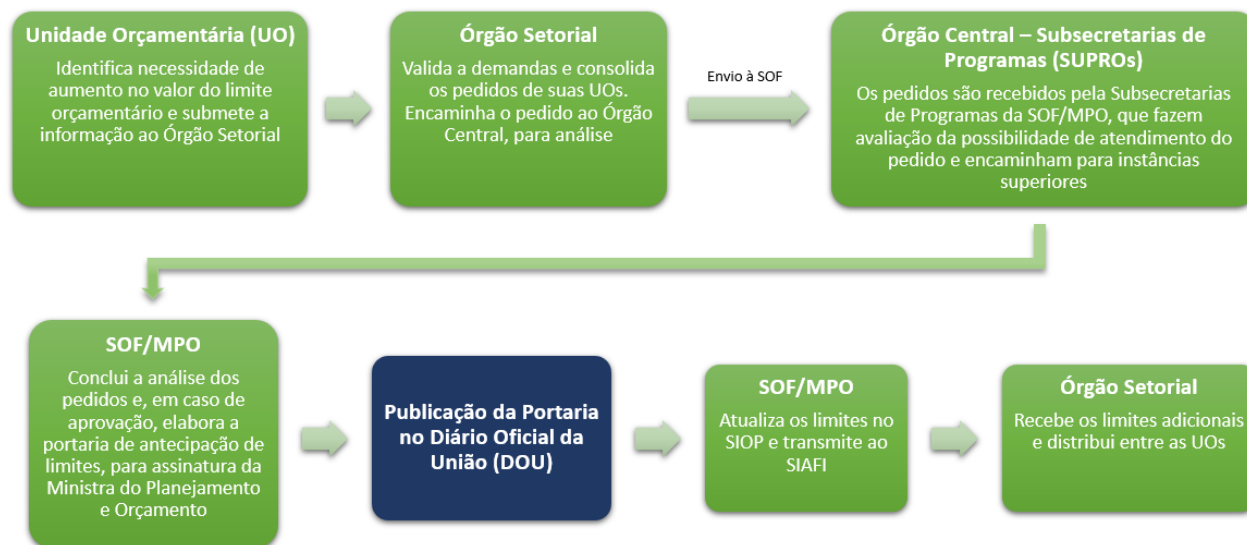 Unidade Orçamentária (UO)
Identifica necessidade de
aumento no valor do limite
orçamentário e submete a
informação ao Órgão Setorial
Órgão Setorial
Valida a demandas e consolida
os pedidos de suas UOs.
Encaminha o pedido ao Órgão
Central, para análise
Envio à SOF
Órgão Central – Subsecretarias de
Programas (SUPROs)
Os pedidos são recebidos pela Subsecretarias
de Programas da SOF/MPO, que fazem
avaliação da possibilidade de atendimento do
pedido e encaminham para instâncias
superiores
SOF/MPO
Conclui a análise dos
pedidos e, em caso de
aprovação, elabora a
portaria de antecipação de
limites, para assinatura da
Ministra do Planejamento
e Orçamento
Publicação da Portaria
no Diário Oficial da
União (DOU)
SOF/MPO
Atualiza os limites no
SIOP e transmite ao
SIAFI
Órgão Setorial
Recebe os limites adicionais
e distribui entre as UOs